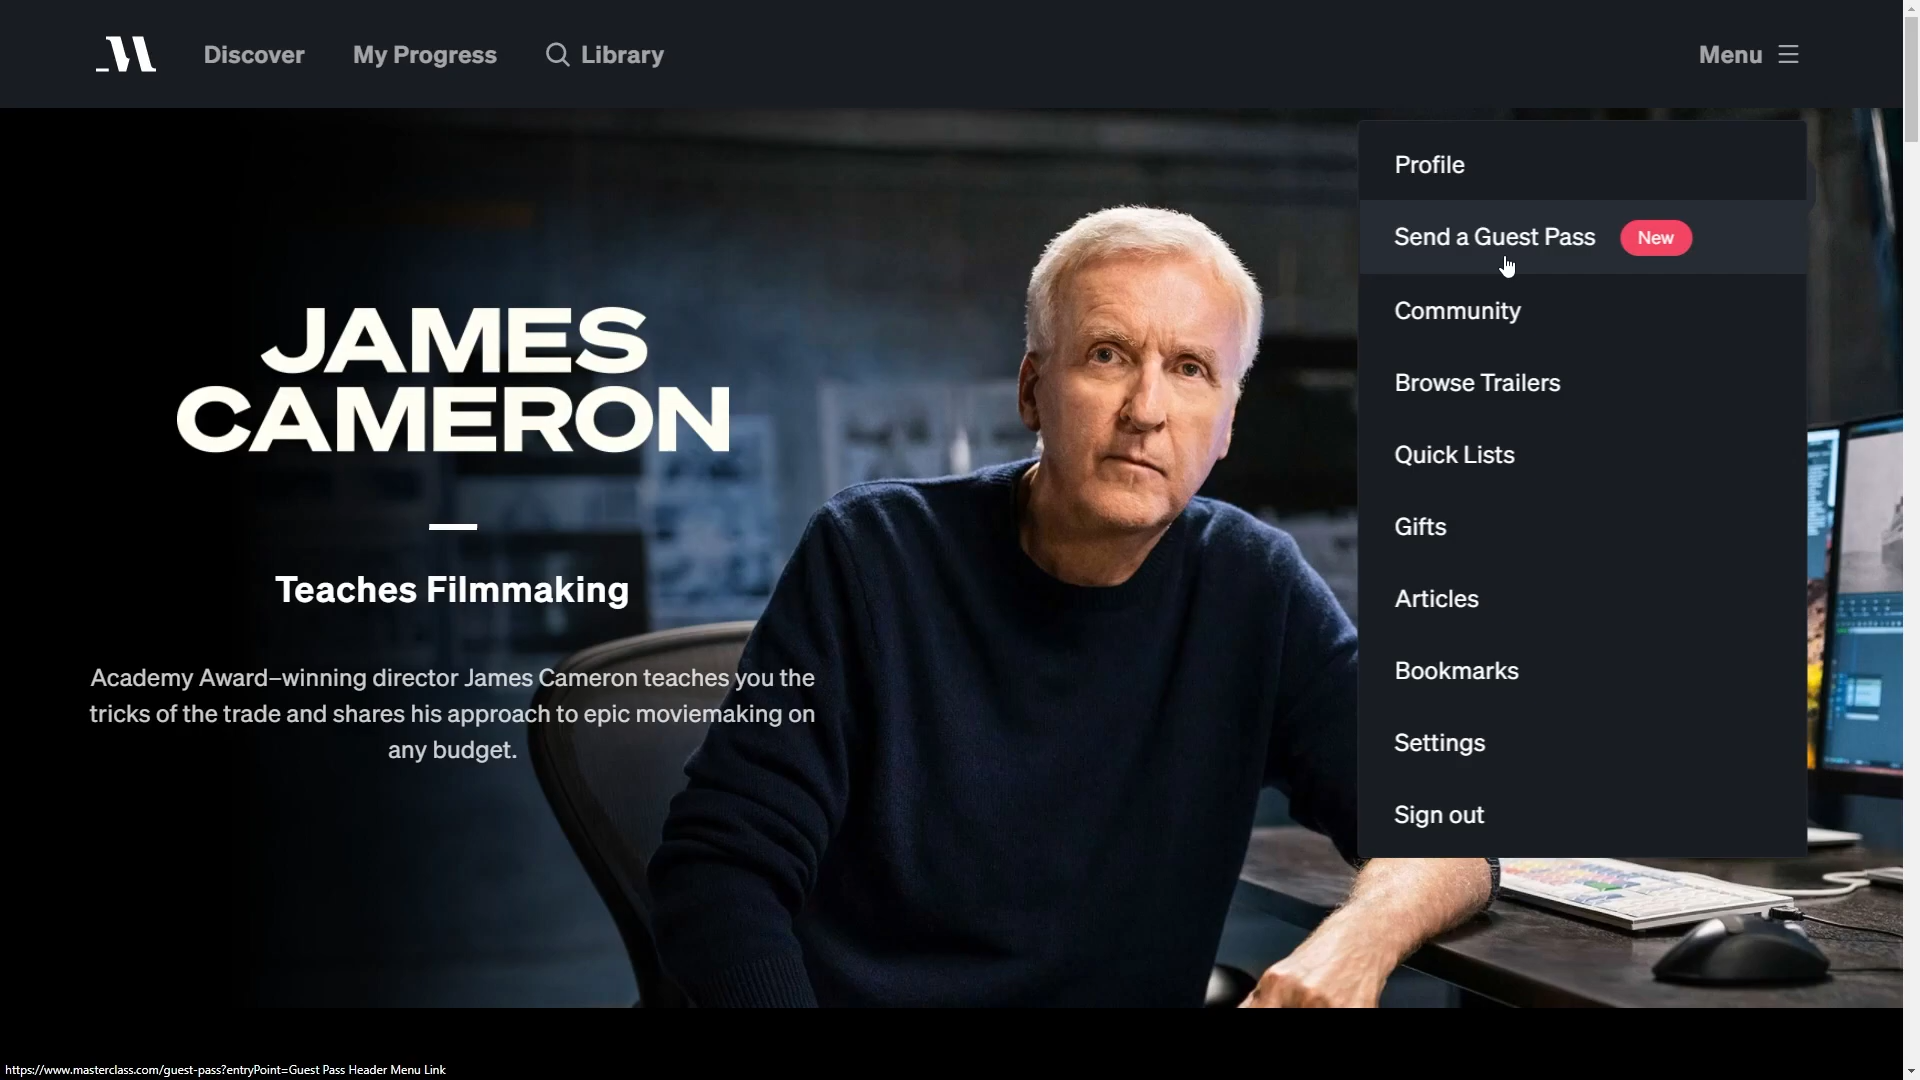 Discover
My Progress
Library
Menu
Profile
Send a Guest Pass New
Community
Browse Trailers
Quick Lists
Gifts
Articles
Bookmarks
Settings
Sign out
JAMES
CAMERON
Teaches Filmmaking
Academy Award–winning director James Cameron teaches you the
tricks of the trade and shares his approach to epic moviemaking on
any budget.
https://www.masterclass.com/guest-pass?entryPoint=Guest Pass Header Menu Link